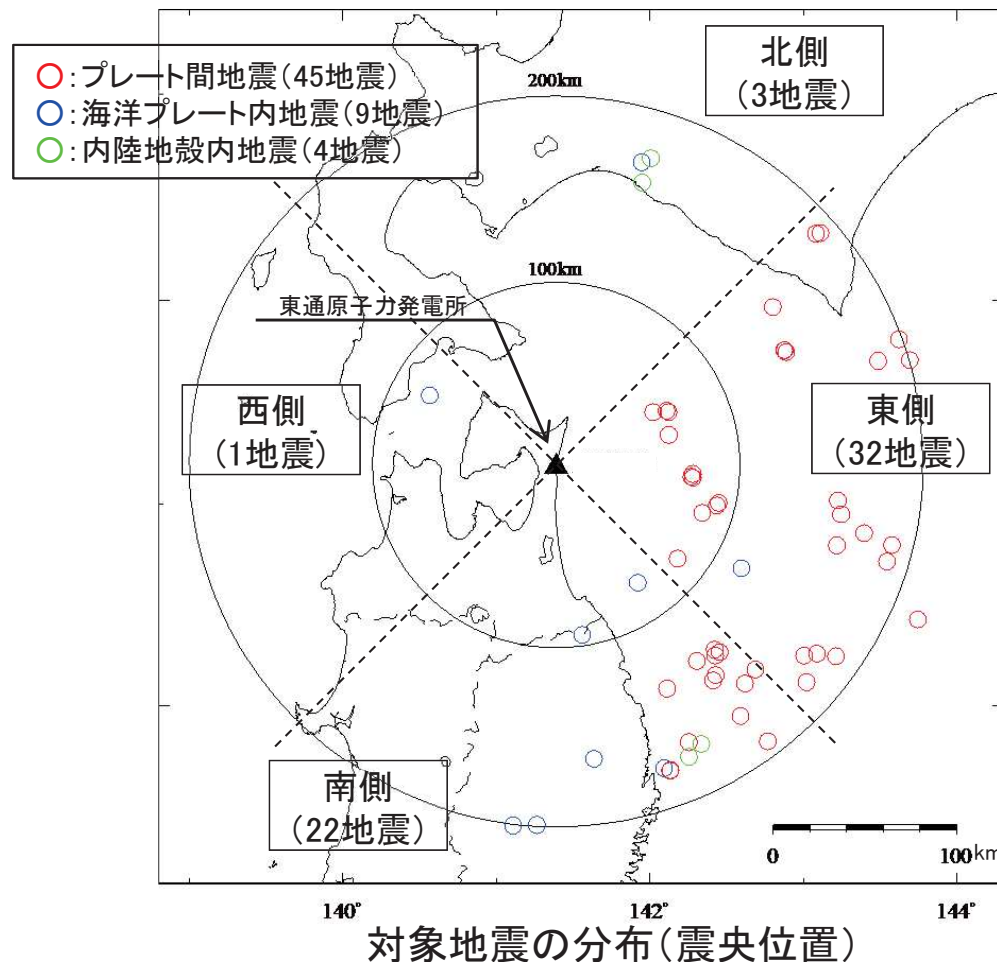 北側
(3地震)
○:プレート間地震(45地震)
○:海洋プレート内地震(9地震)
○:内陸地殻内地震(4地震)
200km
100km
東通原子力発電所
西側
(1地震)
東側
(32地震)
南側
(22地震)
0 100km
140° 142° 144°
対象地震の分布(震央位置)